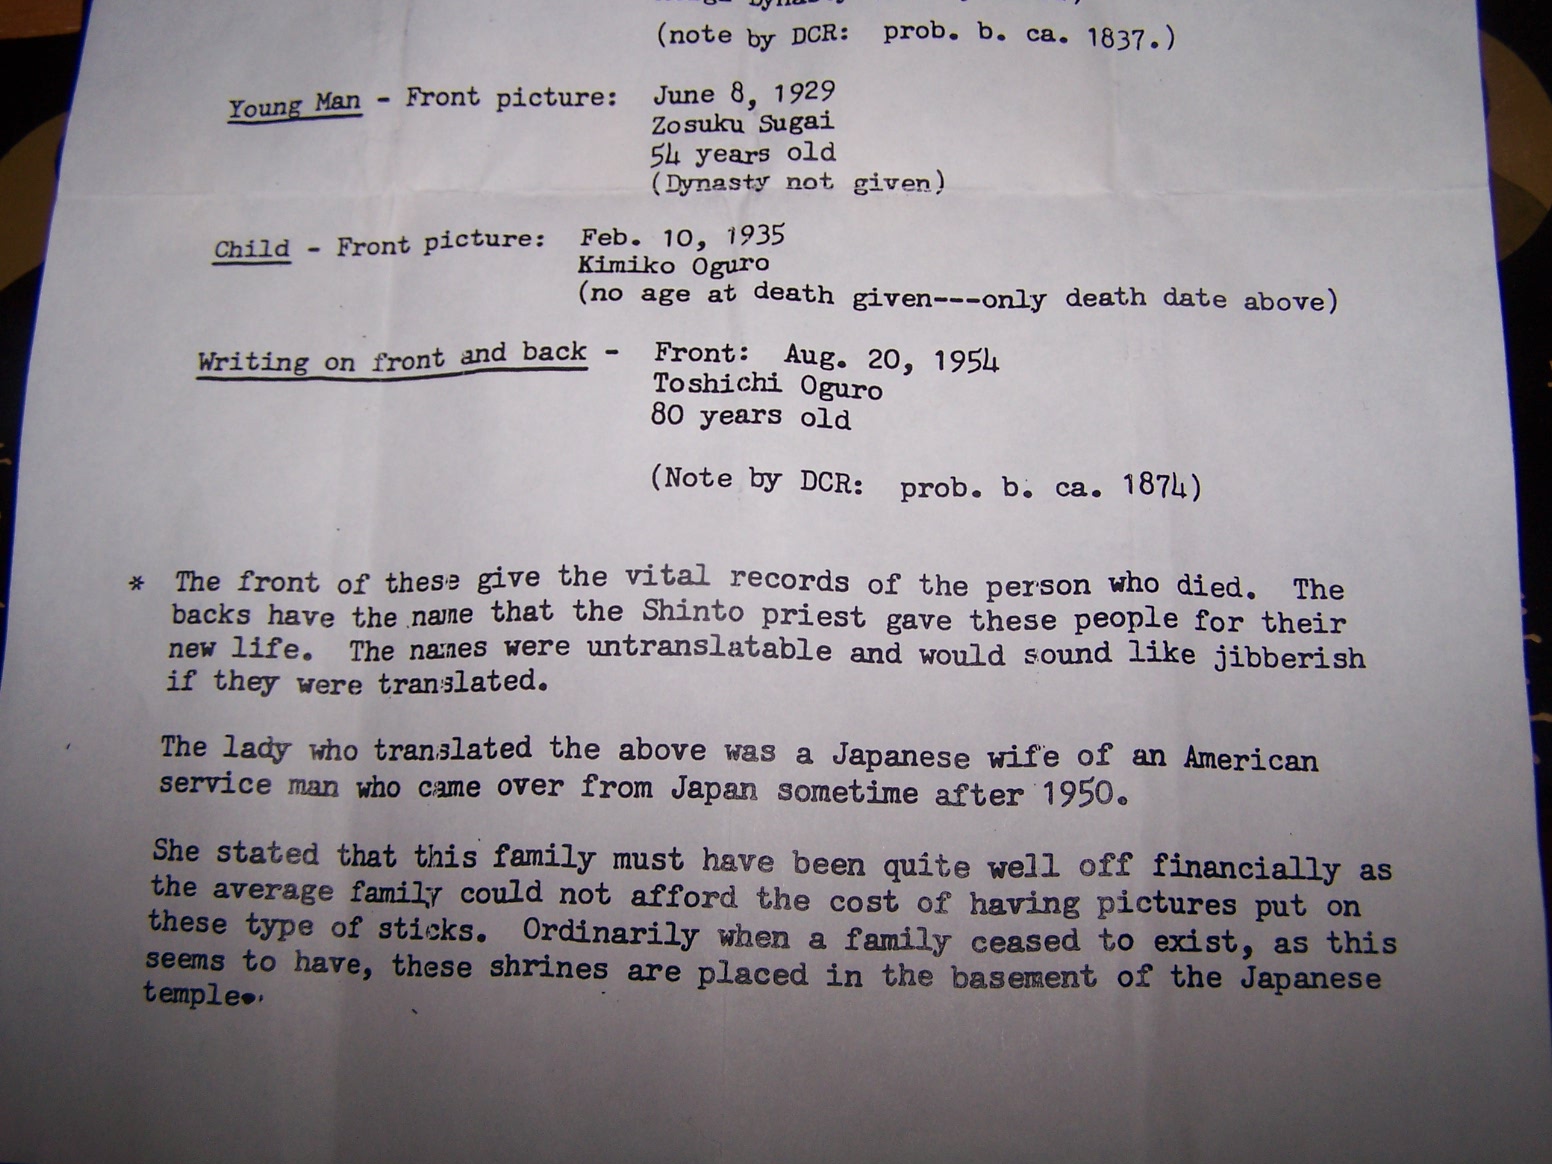 Dynasty
(note by DCR: prob. b. ca. 1837.)
Young Man - Front picture: June 8, 1929
Zosuku Sugai
54 years old
(Dynasty not given)
Child - Front picture: Feb. 10, 1935
Kimiko Oguro
(no age at death given---only death date above)
Writing on front and back - Front: Aug. 20, 1954
Toshichi Oguro
80 years old
(Note by DCR: prob. b. ca. 1874)
* The front of these give the vital records of the person who died. The
backs have the name that the Shinto priest gave these people for their
new life. The names were untranslatable and would sound like jibberish
if they were translated.
The lady who translated the above was a Japanese wife of an American
service man who came over from Japan sometime after 1950.
She stated that this family must have been quite well off financially as
the average family could not afford the cost of having pictures put on
these type of sticks. Ordinarily when a family ceased to exist, as this
seems to have, these shrines are placed in the basement of the Japanese
temple.